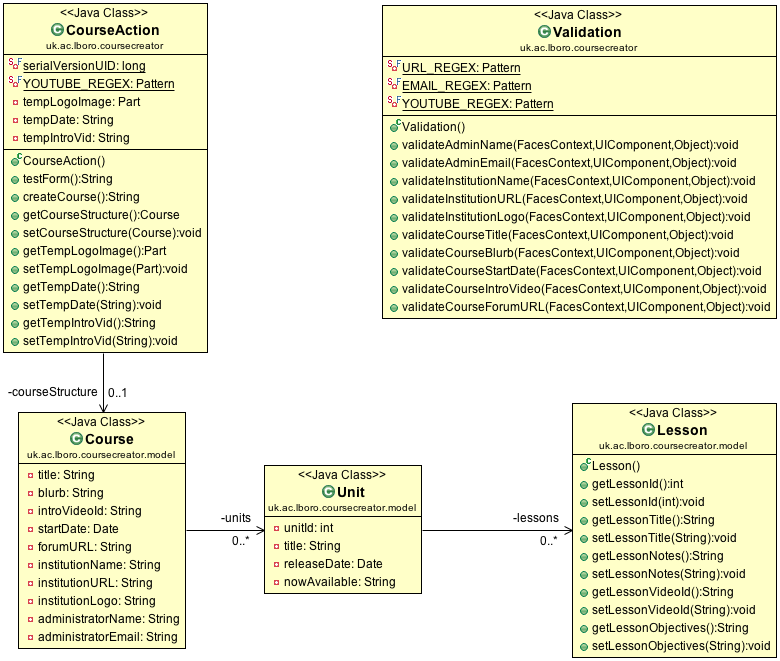 <<Java Class>>
CourseAction
uk.ac.lboro.coursecreator
serialVersionUID: long
YOUTUBE_REGEX: Pattern
tempLogoImage: Part
tempDate: String
tempIntroVid: String
CourseAction()
testForm():String
createCourse():String
getCourseStructure():Course
setCourseStructure(Course):void
getTempLogoImage():Part
setTempLogoImage(Part):void
getTempDate():String
setTempDate(String):void
getTempIntroVid():String
setTempIntroVid(String):void
<<Java Class>>
Validation
uk.ac.lboro.coursecreator
URL_REGEX: Pattern
EMAIL_REGEX: Pattern
YOUTUBE_REGEX: Pattern
Validation()
validateAdminName(FacesContext,UIComponent,Object):void
validateAdminEmail(FacesContext,UIComponent,Object):void
validateInstitutionName(FacesContext,UIComponent,Object):void
validateInstitutionURL(FacesContext,UIComponent,Object):void
validateInstitutionLogo(FacesContext,UIComponent,Object):void
validateCourseTitle(FacesContext,UIComponent,Object):void
validateCourseBlurb(FacesContext,UIComponent,Object):void
validateCourseStartDate(FacesContext,UIComponent,Object):void
validateCourseIntroVideo(FacesContext,UIComponent,Object):void
validateCourseForumURL(FacesContext,UIComponent,Object):void
-courseStructure 0..1
<<Java Class>>
Course
uk.ac.lboro.coursecreator.model
title: String
blurb: String
introVideoId: String
startDate: Date
forumURL: String
institutionName: String
institutionURL: String
institutionLogo: String
administratorName: String
administratorEmail: String
-units
0..*
<<Java Class>>
Unit
uk.ac.lboro.coursecreator.model
unitId: int
title: String
releaseDate: Date
nowAvailable: String
-lessons
0..*
<<Java Class>>
Lesson
uk.ac.lboro.coursecreator.model
Lesson()
getLessonId():int
setLessonId(int):void
getLessonTitle():String
setLessonTitle(String):void
getLessonNotes():String
setLessonNotes(String):void
getLessonVideoId():String
setLessonVideoId(String):void
getLessonObjectives():String
setLessonObjectives(String):void